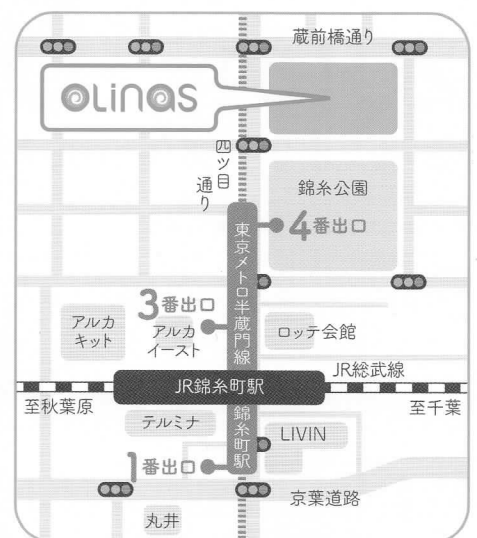 蔵前橋通り
OLINAS
四ツ目
通り
錦糸公園
4番出口
東京メトロ半蔵門線
3番出口
アルカ
キット
アルカ
イースト
ロッテ会館
JR総武線
JR錦糸町駅
至秋葉原
至千葉
テルミナ
錦糸町駅
LIVIN
1番出口
京葉道路
丸井